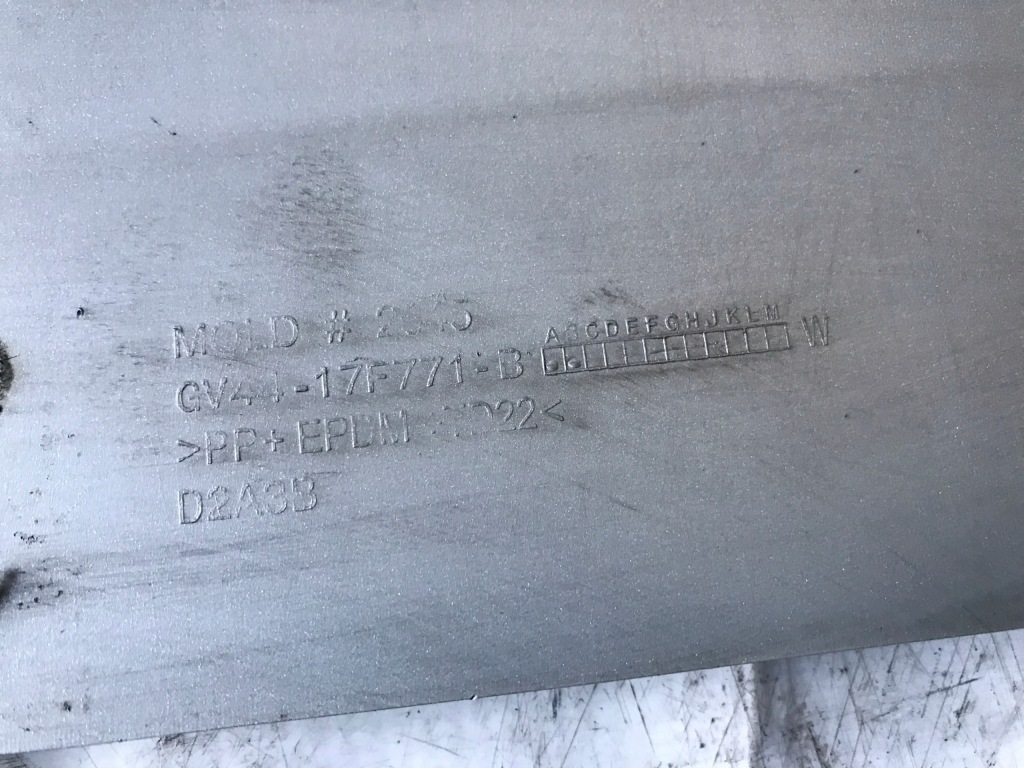 MOLD #
ABCDEFGHJKLM
GV44-17F771-B W
>PP+EPDM
D2A3B